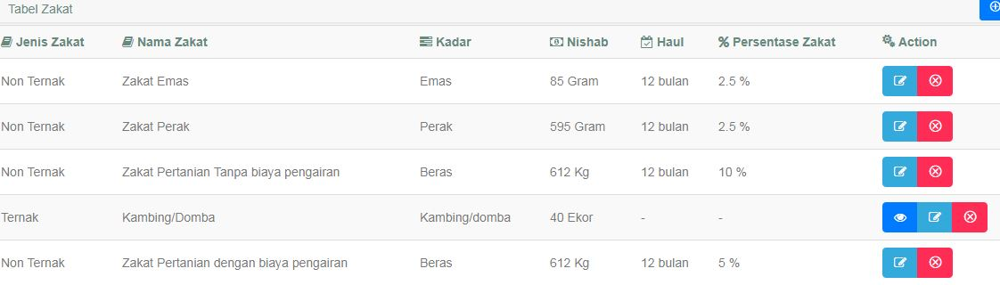 Tabel Zakat
Jenis Zakat Nama Zakat Kadar Nishab Haul % Persentase Zakat Action
Non Ternak Zakat Emas Emas 85 Gram 12 bulan 2.5 %
Non Ternak Zakat Perak Perak 595 Gram 12 bulan 2.5 %
Non Ternak Zakat Pertanian Tanpa biaya pengairan Beras 612 Kg 12 bulan 10 %
Ternak Kambing/Domba Kambing/domba 40 Ekor - -
Non Ternak Zakat Pertanian dengan biaya pengairan Beras 612 Kg 12 bulan 5 %